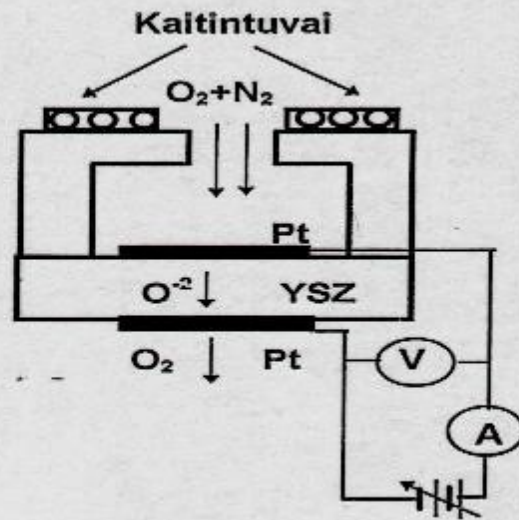 Kaitintuvai
O₂+N₂
Pt
O⁻² YSZ
O₂ Pt
V
A